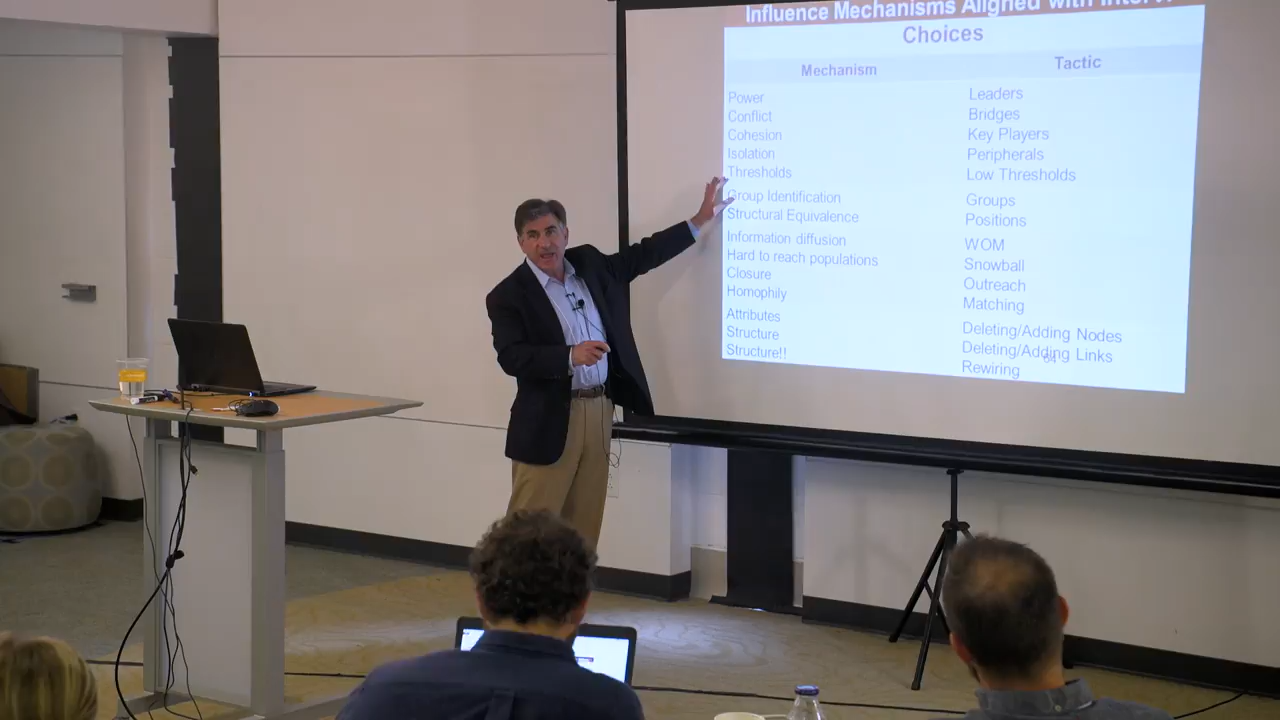 Influence Mechanisms Aligned with
Choices
Mechanism Tactic
Power Leaders
Conflict Bridges
Cohesion Key Players
Isolation Peripherals
Thresholds Low Thresholds
Group Identification Groups
Structural Equivalence Positions
Information diffusion WOM
Hard to reach populations Snowball
Closure Outreach
Homophily Matching
Attributes Deleting/Adding Nodes
Structure Deleting/Adding Links
Structure!! Rewiring
64